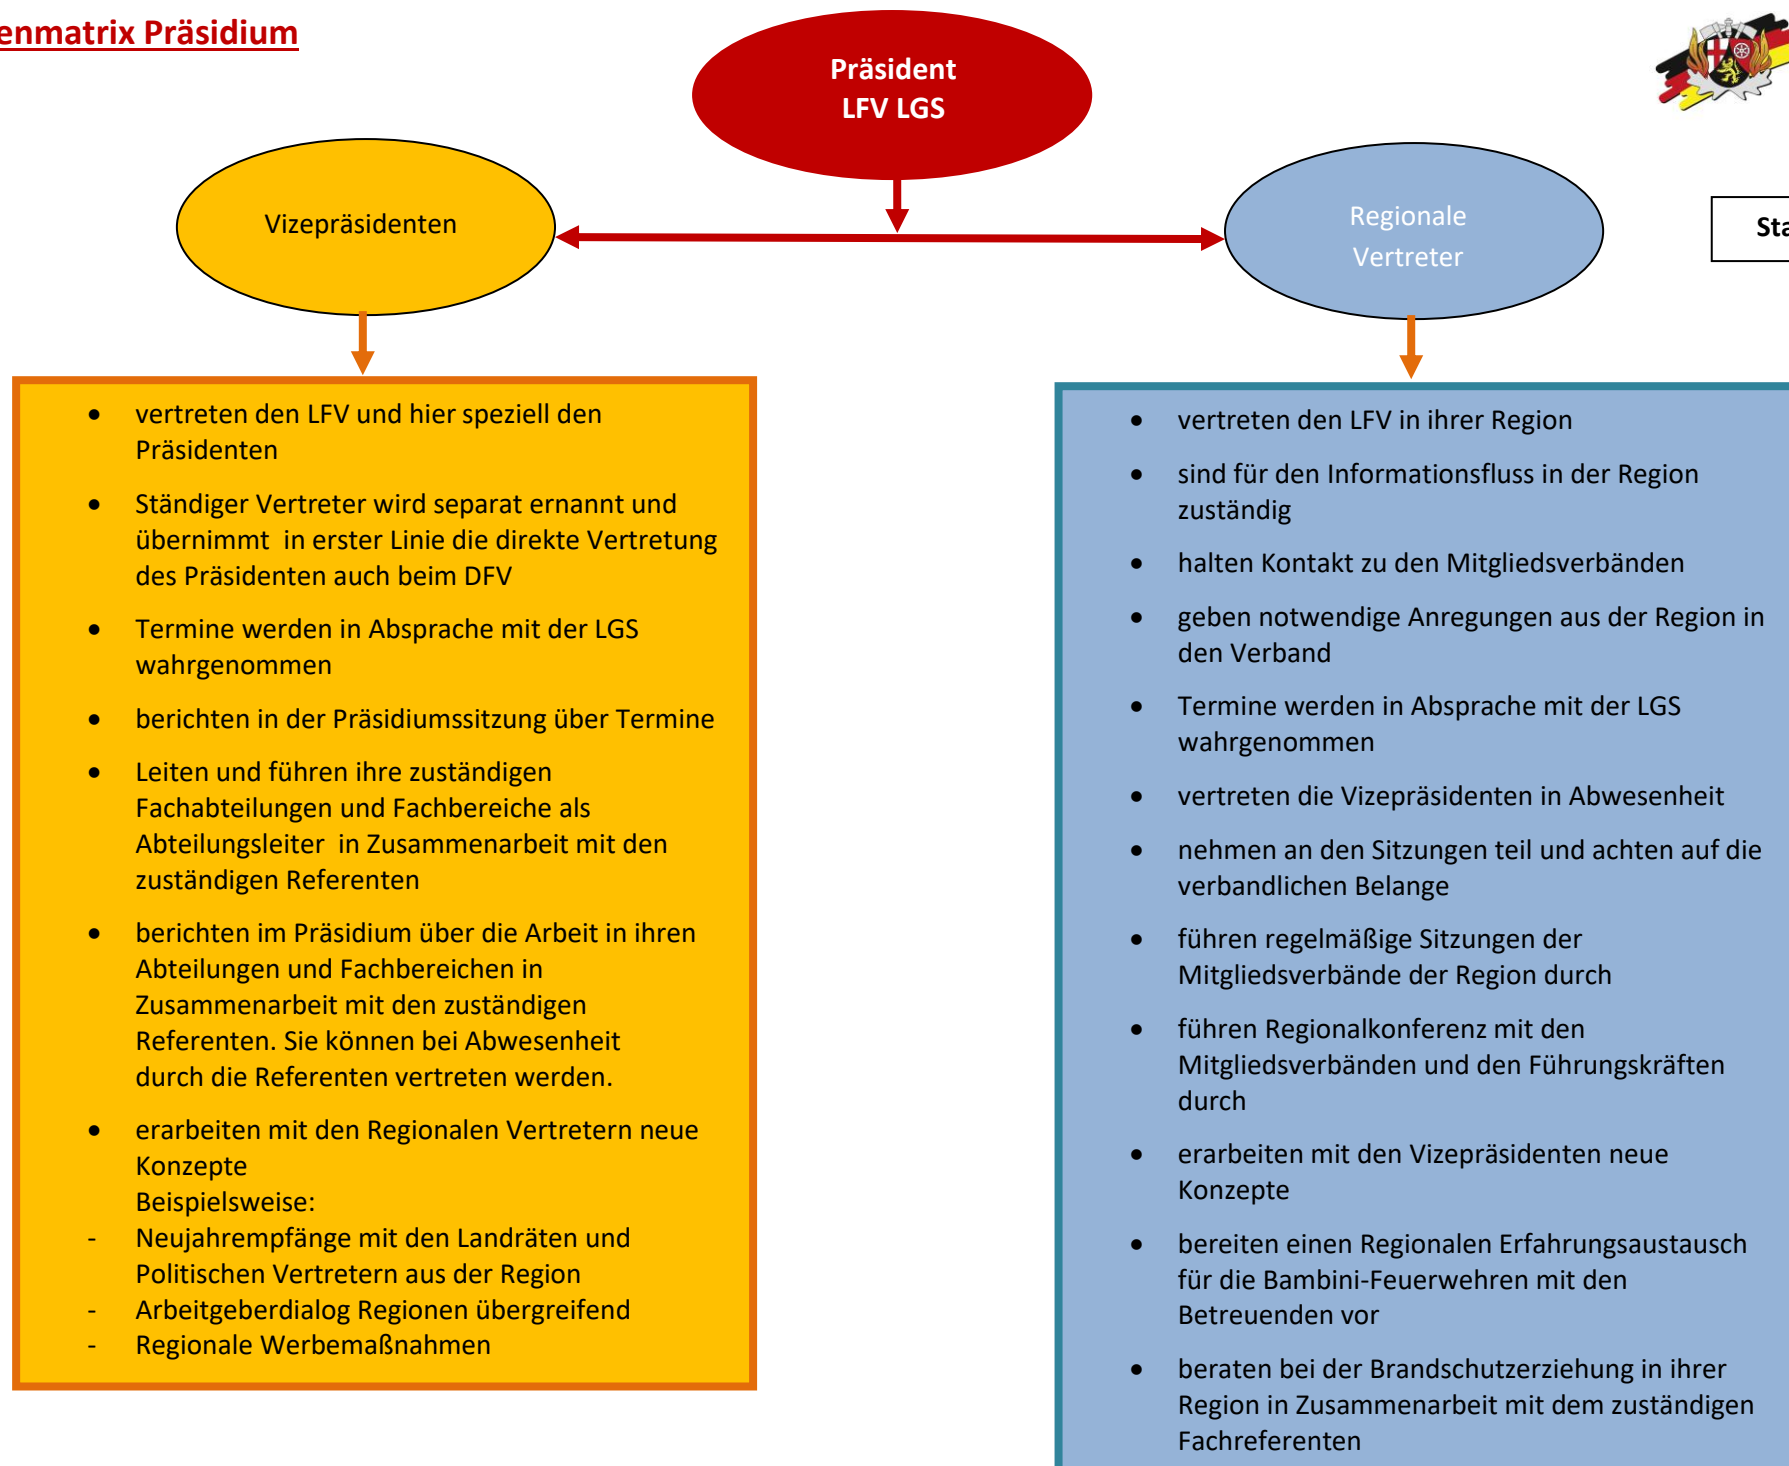 enmatrix Präsidium
Präsident
LFV LGS
Vizepräsidenten
Regionale
Vertreter
Sta
• vertreten den LFV und hier speziell den
Präsidenten
• Ständiger Vertreter wird separat ernannt und
übernimmt  in erster Linie die direkte Vertretung
des Präsidenten auch beim DFV
• Termine werden in Absprache mit der LGS
wahrgenommen
• berichten in der Präsidiumssitzung über Termine
• Leiten und führen ihre zuständigen
Fachabteilungen und Fachbereiche als
Abteilungsleiter  in Zusammenarbeit mit den
zuständigen Referenten
• berichten im Präsidium über die Arbeit in ihren
Abteilungen und Fachbereichen in
Zusammenarbeit mit den zuständigen
Referenten. Sie können bei Abwesenheit
durch die Referenten vertreten werden.
• erarbeiten mit den Regionalen Vertretern neue
Konzepte
Beispielsweise:
- Neujahrempfänge mit den Landräten und
Politischen Vertretern aus der Region
- Arbeitgeberdialog Regionen übergreifend
- Regionale Werbemaßnahmen
• vertreten den LFV in ihrer Region
• sind für den Informationsfluss in der Region
zuständig
• halten Kontakt zu den Mitgliedsverbänden
• geben notwendige Anregungen aus der Region in
den Verband
• Termine werden in Absprache mit der LGS
wahrgenommen
• vertreten die Vizepräsidenten in Abwesenheit
• nehmen an den Sitzungen teil und achten auf die
verbandlichen Belange
• führen regelmäßige Sitzungen der
Mitgliedsverbände der Region durch
• führen Regionalkonferenz mit den
Mitgliedsverbänden und den Führungskräften
durch
• erarbeiten mit den Vizepräsidenten neue
Konzepte
• bereiten einen Regionalen Erfahrungsaustausch
für die Bambini-Feuerwehren mit den
Betreuenden vor
• beraten bei der Brandschutzerziehung in ihrer
Region in Zusammenarbeit mit dem zuständigen
Fachreferenten